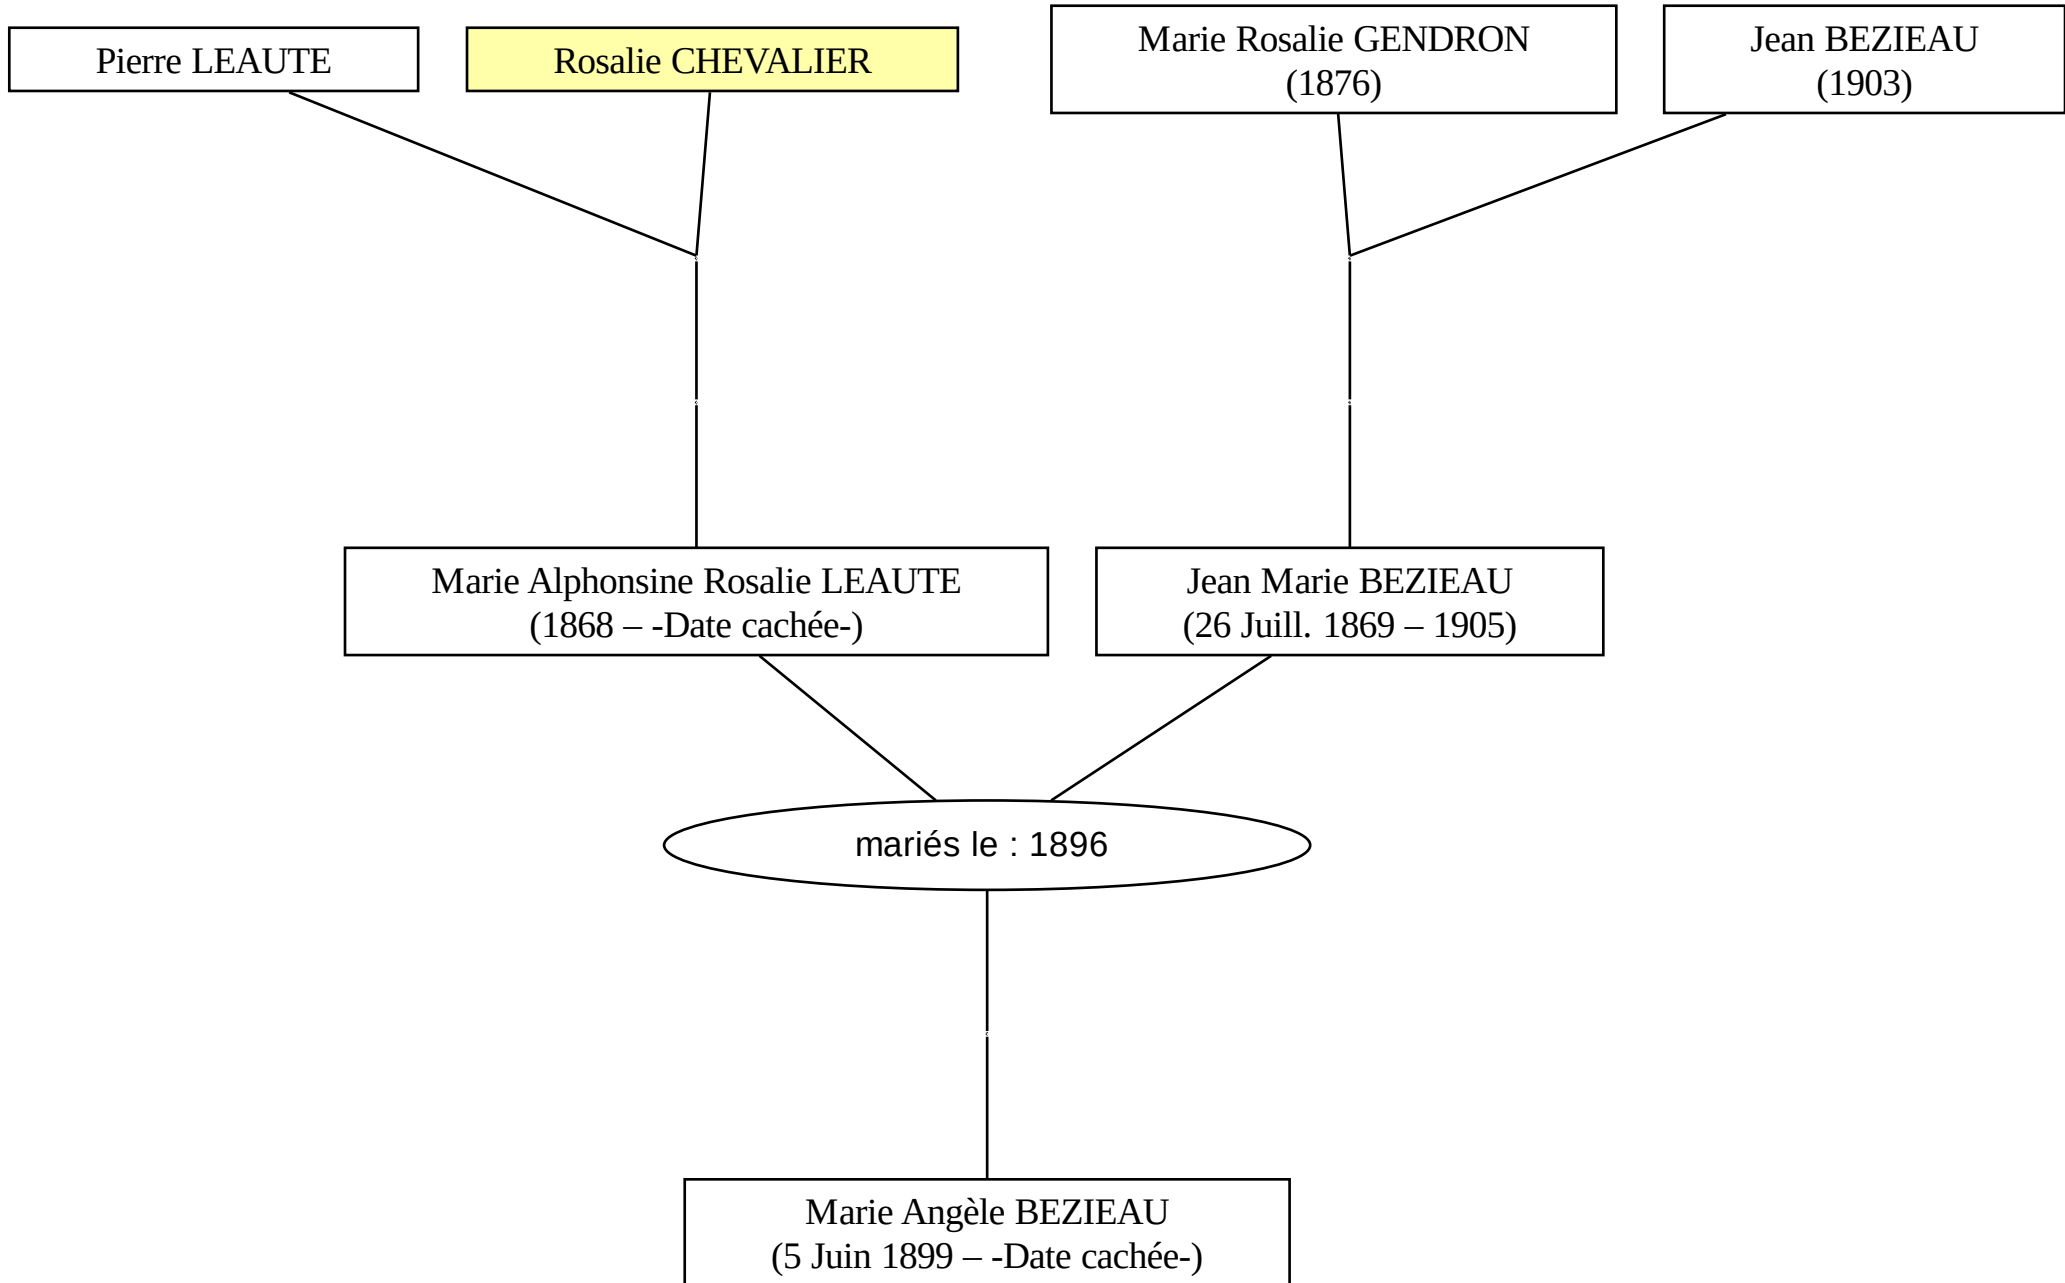 Pierre LEAUTE
Rosalie CHEVALIER
Marie Rosalie GENDRON
(1876)
Jean BEZIEAU
(1903)
Marie Alphonsine Rosalie LEAUTE
(1868 – -Date cachée-)
Jean Marie BEZIEAU
(26 Juill. 1869 – 1905)
mariés le : 1896
Marie Angèle BEZIEAU
(5 Juin 1899 – -Date cachée-)